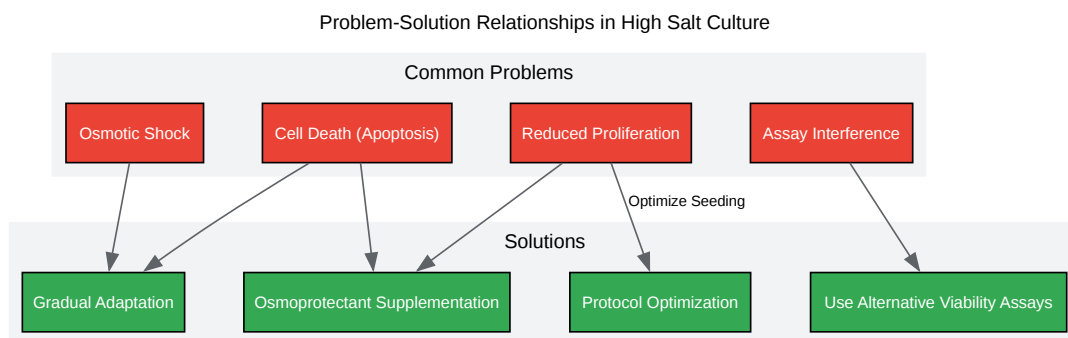 Problem-Solution Relationships in High Salt Culture
Common Problems
Osmotic Shock
Cell Death (Apoptosis)
Reduced Proliferation
Assay Interference
Optimize Seeding
Solutions
Gradual Adaptation
Osmoprotectant Supplementation
Protocol Optimization
Use Alternative Viability Assays